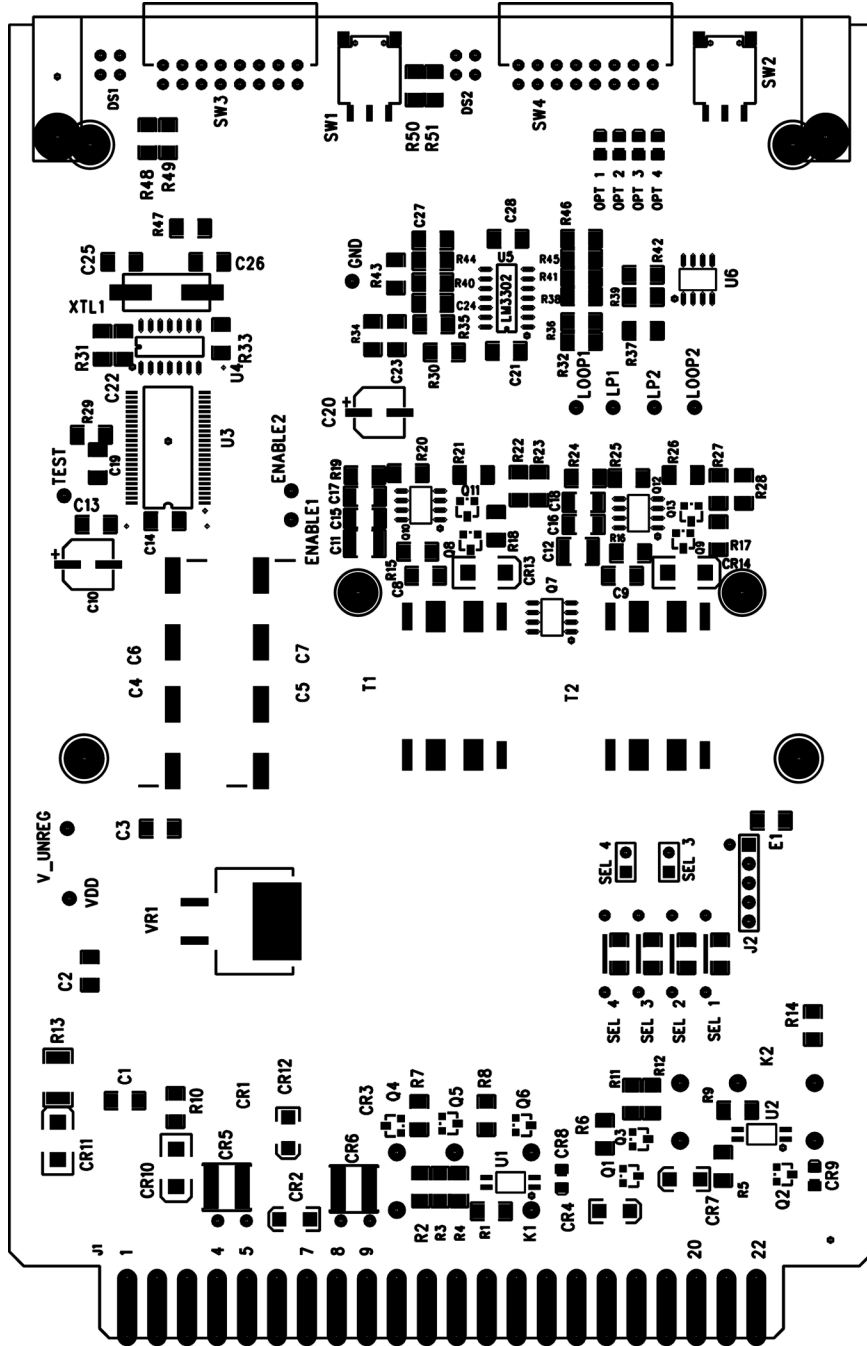 DS1
SW3
SW1
DS2
SW4
SW2
R50
R51
R48
R49
OPT 1
OPT 2
OPT 3
OPT 4
R47
C25
C26
XTL1
GND
R43
C27
R44
R40
C24
R35
C28
U5
LM3302
R46
R45
R41
R38
R36
R32
R42
R39
R37
U6
R31
C22
R33
U4
R34
C23
R30
C21
LOOP1
LP1
LP2
LOOP2
C20
+
R29
C19
U3
TEST
ENABLE2
ENABLE1
C13
C14
C10
+
R19
C17
C15
C11
R20
Q10
R15
C8
R21
Q11
Q8
R22
R23
R18
CR13
R24
C18
C16
C12
R25
Q12
R16
C9
R26
Q13
Q9
R27
R28
R17
CR14
Q7
C6
C7
C4
C5
T1
T2
V_UNREG
C3
VDD
VR1
C2
SEL 4
SEL 3
E1
J2
SEL 4
SEL 3
SEL 2
SEL 1
R14
R13
C1
R10
CR1
CR12
CR11
CR10
CR5
CR2
CR3
Q4
R7
Q5
R8
Q6
CR6
R2
R3
R4
R1
U1
K1
CR8
CR4
R6
R11
R12
Q3
Q1
R9
K2
U2
R5
CR7
Q2
CR9
J1
1
4
5
7
8
9
20
22